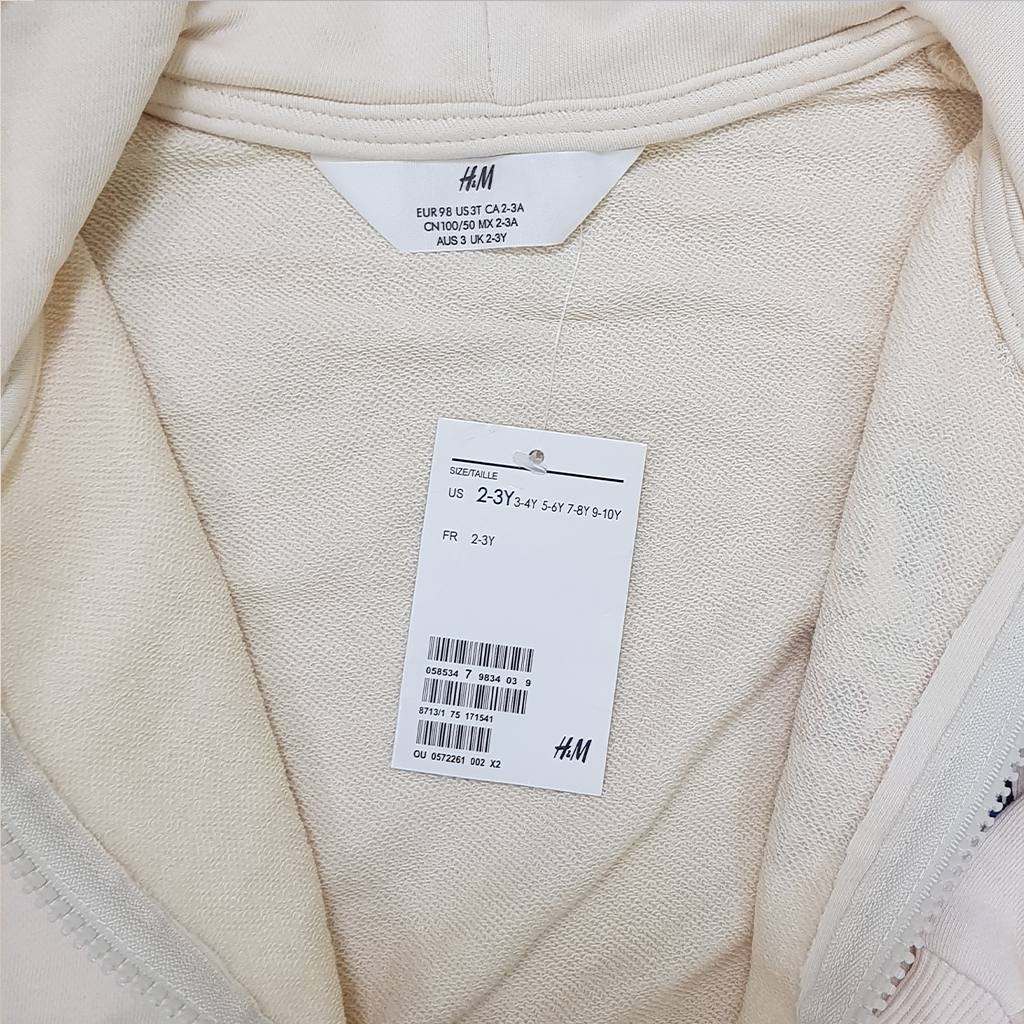 H&M
EUR 98 US 3T CA 2-3A
CN 100/50 MX 2-3A
AUS 3 UK 2-3Y
SIZE/TAILLE
US 2-3Y 3-4Y 5-6Y 7-8Y 9-10Y
FR 2-3Y
058534 7 9834 03 9
8713/1 75 171541
OU 0572261 002 X2
H&M